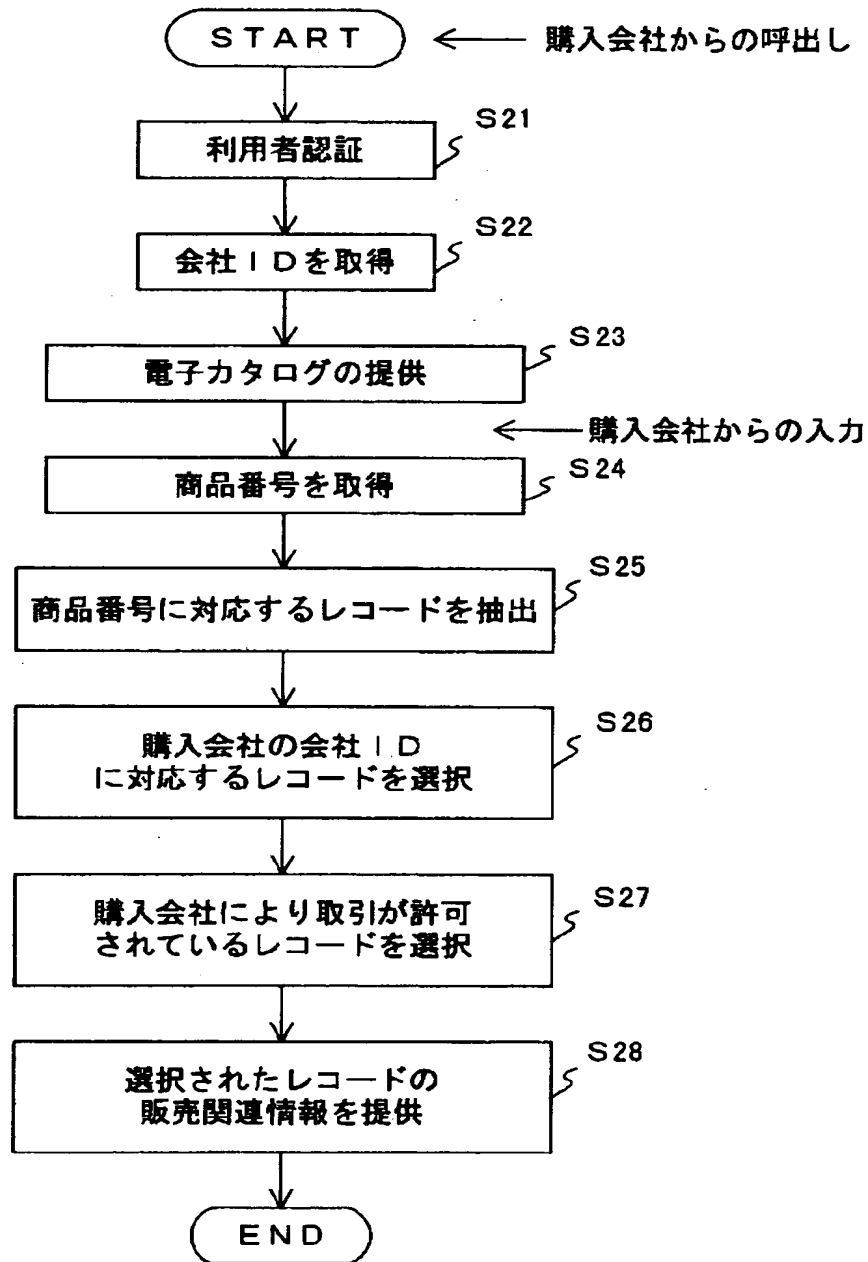 START
購入会社からの呼出し
S21
利用者認証
S22
会社IDを取得
S23
電子カタログの提供
購入会社からの入力
S24
商品番号を取得
S25
商品番号に対応するレコードを抽出
S26
購入会社の会社ID
に対応するレコードを選択
S27
購入会社により取引が許可
されているレコードを選択
S28
選択されたレコードの
販売関連情報を提供
END